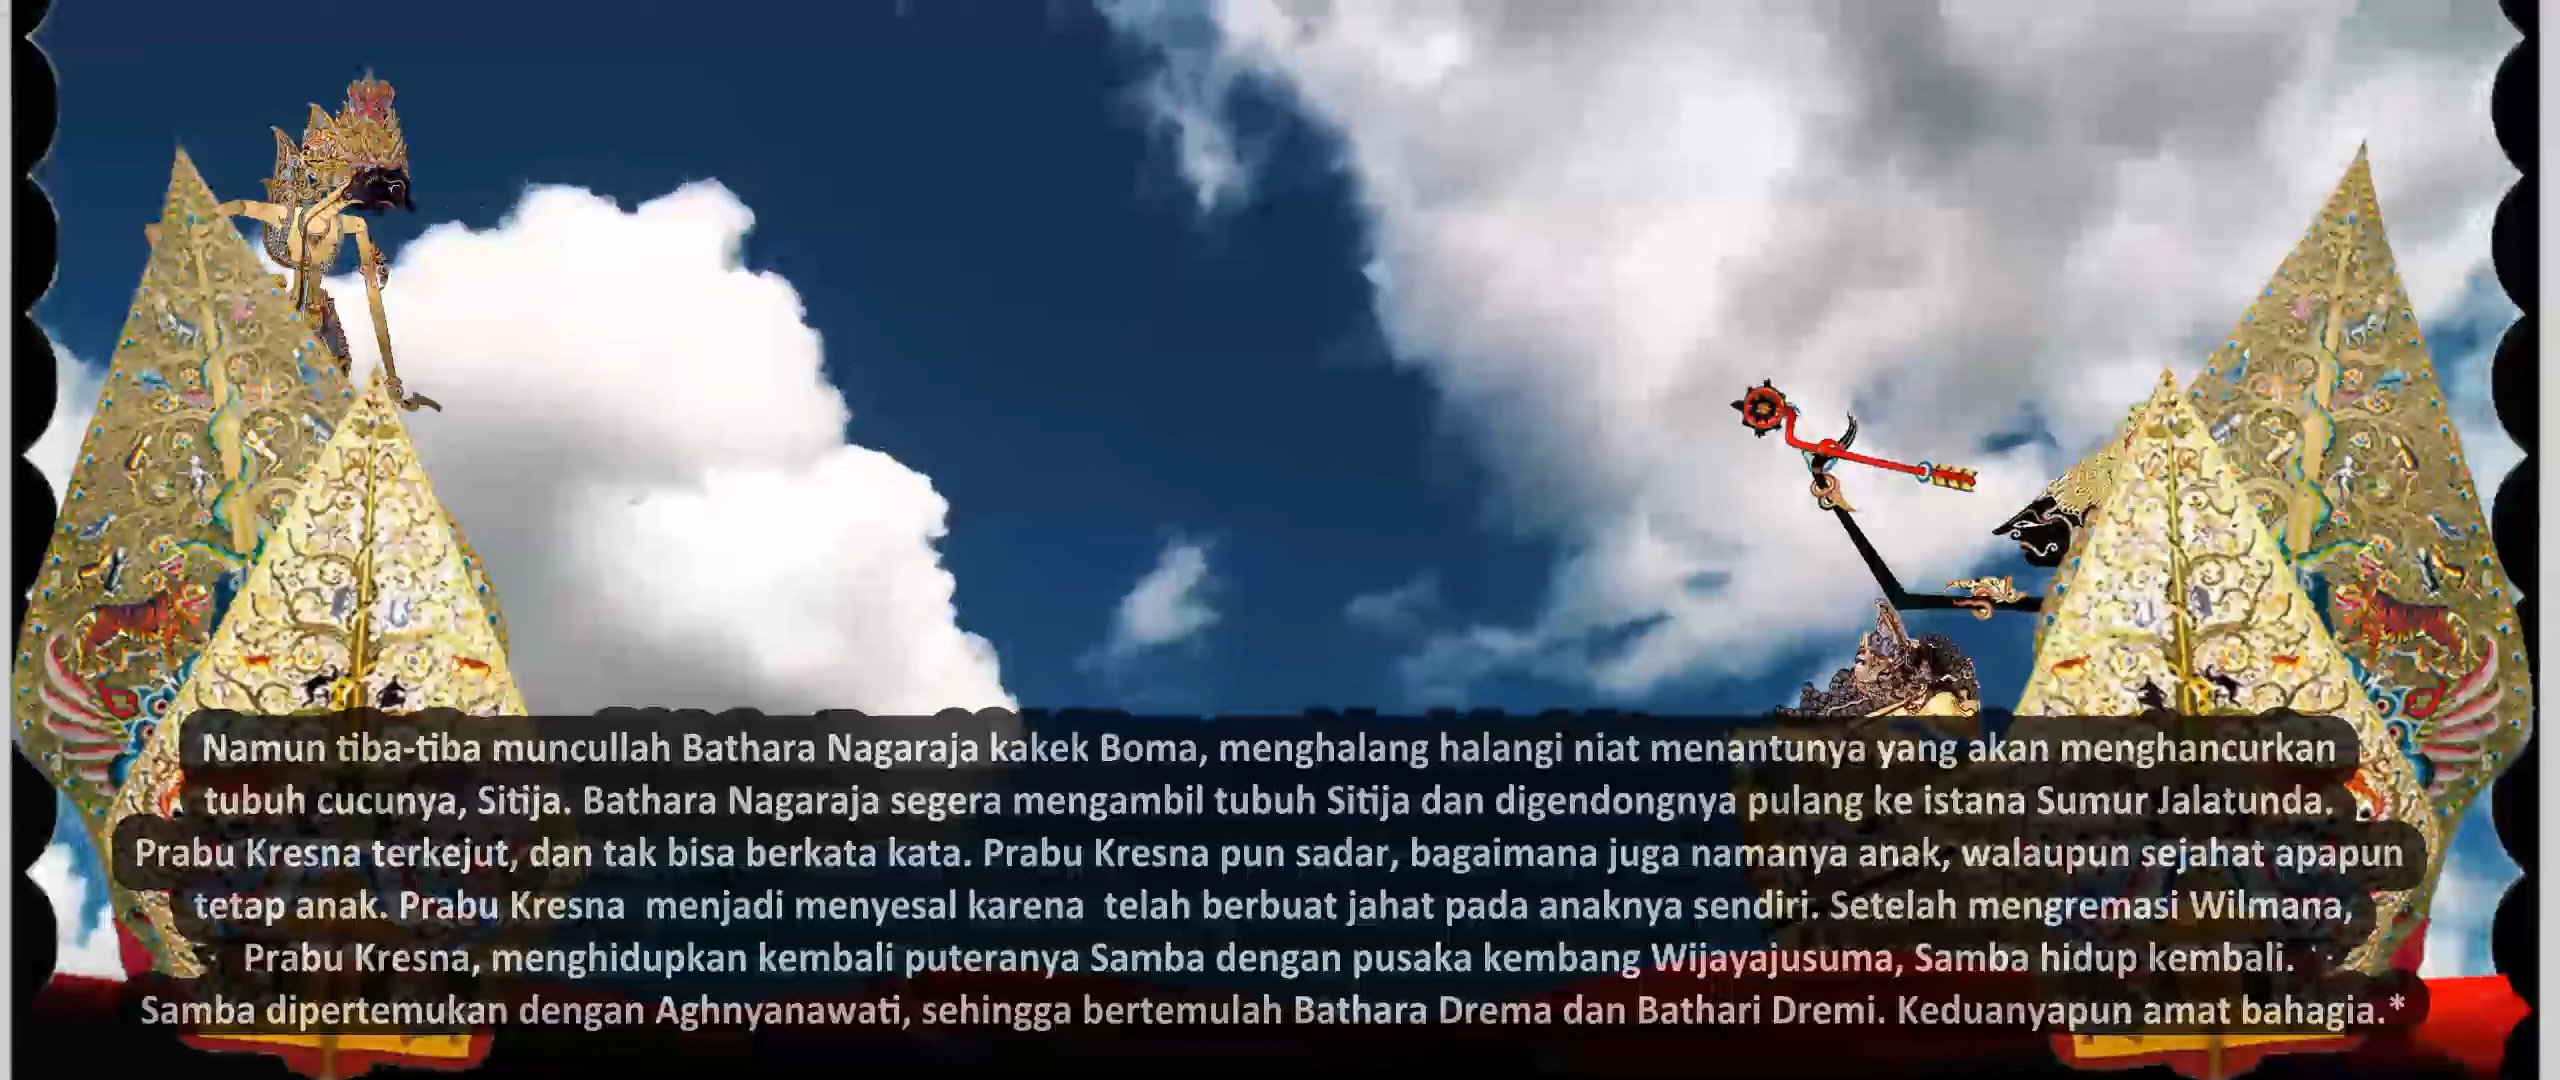 Namun tiba-tiba muncullah Bathara Nagaraja kakek Boma, menghalang halangi niat menantunya yang akan menghancurkan
tubuh cucunya, Sitija. Bathara Nagaraja segera mengambil tubuh Sitija dan digendongnya pulang ke istana Sumur Jalatunda.
Prabu Kresna terkejut, dan tak bisa berkata kata. Prabu Kresna pun sadar, bagaimana juga namanya anak, walaupun sejahat apapun
tetap anak. Prabu Kresna  menjadi menyesal karena  telah berbuat jahat pada anaknya sendiri. Setelah mengremasi Wilmana,
Prabu Kresna, menghidupkan kembali puteranya Samba dengan pusaka kembang Wijayajusuma, Samba hidup kembali.
Samba dipertemukan dengan Aghnyanawati, sehingga bertemulah Bathara Drema dan Bathari Dremi. Keduanyapun amat bahagia.*